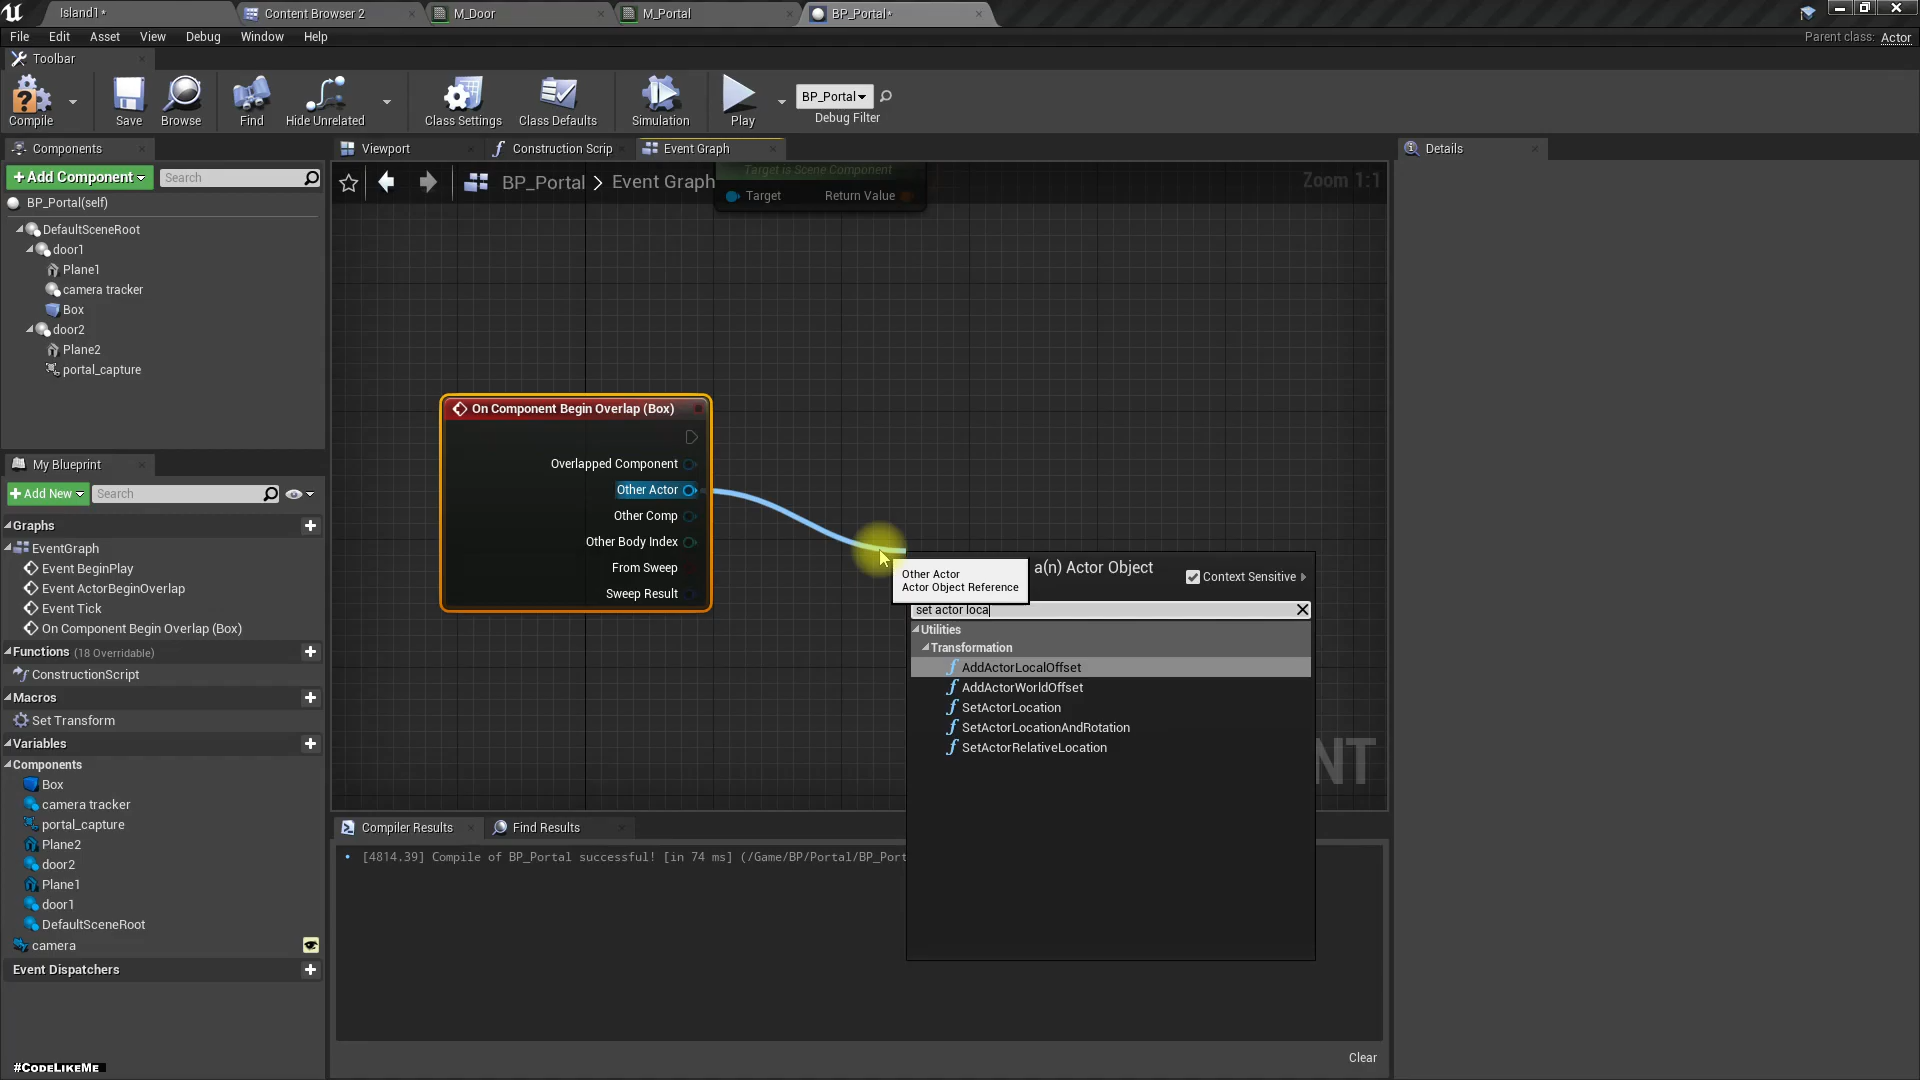 Island1*
Content Browser 2
M_Door
M_Portal
BP_Portal*
File Edit Asset View Debug Window Help
Parent class: Actor
Toolbar
Compile
Save
Browse
Find
Hide Unrelated
Class Settings
Class Defaults
Simulation
Play
BP_Portal
Debug Filter
Components
+Add Component
Search
BP_Portal(self)
DefaultSceneRoot
door1
Plane1
camera tracker
Box
door2
Plane2
portal_capture
My Blueprint
+Add New
Search
Graphs
EventGraph
Event BeginPlay
Event ActorBeginOverlap
Event Tick
On Component Begin Overlap (Box)
Functions (18 Overridable)
ConstructionScript
Macros
Set Transform
Variables
Components
Box
camera tracker
portal_capture
Plane2
door2
Plane1
door1
DefaultSceneRoot
camera
Event Dispatchers
#CodeLikeMe
Viewport
Construction Scrip
Event Graph
BP_Portal > Event Graph
Zoom 1:1
Target is Scene Component
Target
Return Value
On Component Begin Overlap (Box)
Overlapped Component
Other Actor
Other Comp
Other Body Index
From Sweep
Sweep Result
Other Actor
Actor Object Reference
a(n) Actor Object
Context Sensitive
set actor loca
Utilities
Transformation
AddActorLocalOffset
AddActorWorldOffset
SetActorLocation
SetActorLocationAndRotation
SetActorRelativeLocation
NT
Compiler Results
Find Results
[4814.39] Compile of BP_Portal successful! [in 74 ms] (/Game/BP/Portal/BP_Port
Clear
Details